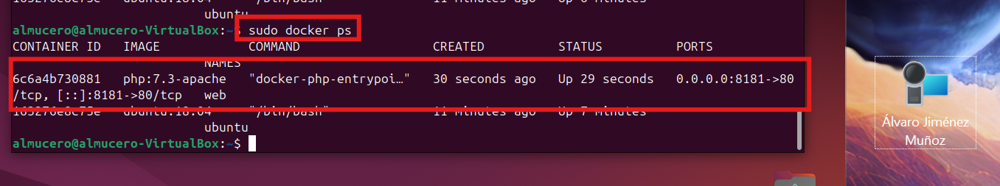 ubuntu
almucero@almucero-VirtualBox:~$ sudo docker ps
CONTAINER ID   IMAGE            COMMAND                  CREATED          STATUS          PORTS
NAMES
6c6a4b730881   php:7.3-apache   "docker-php-entrypoi…"   30 seconds ago   Up 29 seconds   0.0.0.0:8181->80
/tcp, [::]:8181->80/tcp   web
ubuntu:18.04     "/bin/bash"              11 minutes ago   Up 7 minutes
ubuntu
almucero@almucero-VirtualBox:~$
Álvaro Jiménez
Muñoz